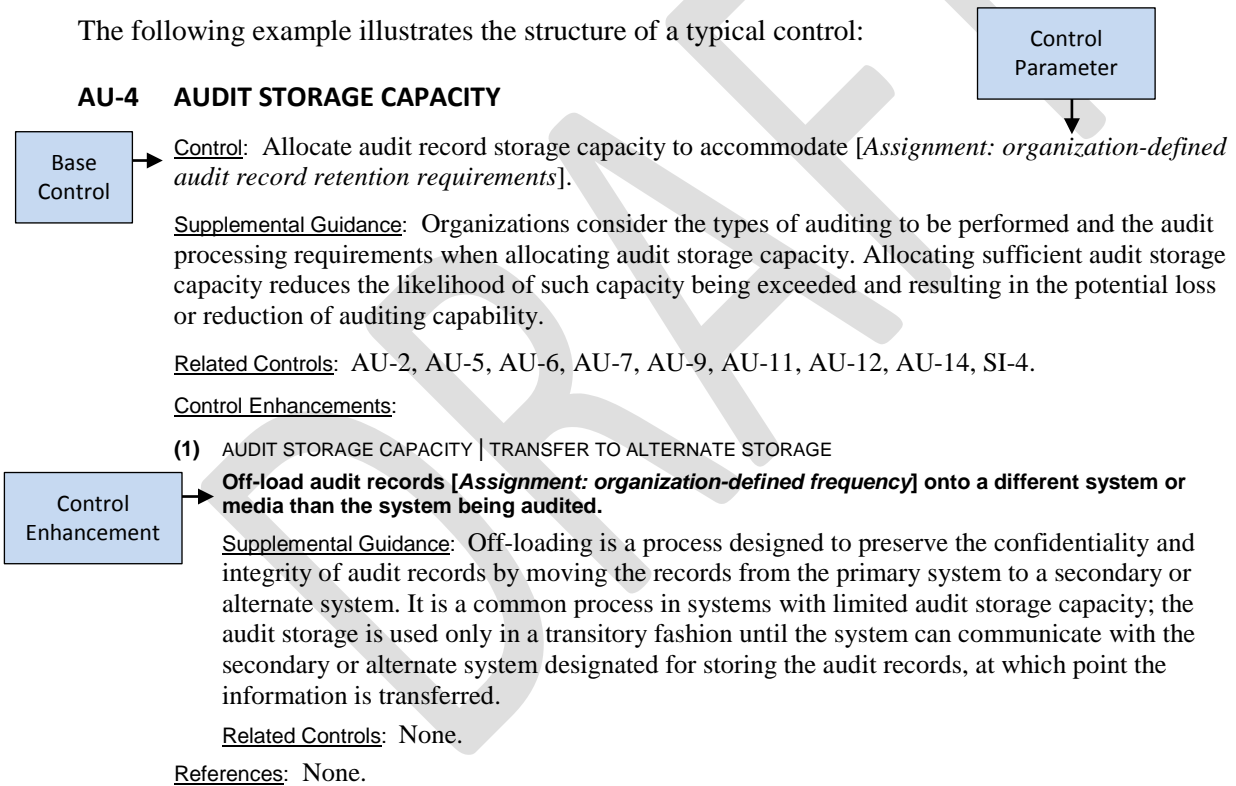 The following example illustrates the structure of a typical control:
Control
Parameter
AU-4 AUDIT STORAGE CAPACITY
Base
Control
Control: Allocate audit record storage capacity to accommodate [Assignment: organization-defined
audit record retention requirements].
Supplemental Guidance: Organizations consider the types of auditing to be performed and the audit
processing requirements when allocating audit storage capacity. Allocating sufficient audit storage
capacity reduces the likelihood of such capacity being exceeded and resulting in the potential loss
or reduction of auditing capability.
Related Controls: AU-2, AU-5, AU-6, AU-7, AU-9, AU-11, AU-12, AU-14, SI-4.
Control Enhancements:
(1) AUDIT STORAGE CAPACITY | TRANSFER TO ALTERNATE STORAGE
Control
Enhancement
Off-load audit records [Assignment: organization-defined frequency] onto a different system or
media than the system being audited.
Supplemental Guidance: Off-loading is a process designed to preserve the confidentiality and
integrity of audit records by moving the records from the primary system to a secondary or
alternate system. It is a common process in systems with limited audit storage capacity; the
audit storage is used only in a transitory fashion until the system can communicate with the
secondary or alternate system designated for storing the audit records, at which point the
information is transferred.
Related Controls: None.
References: None.
DRAFT